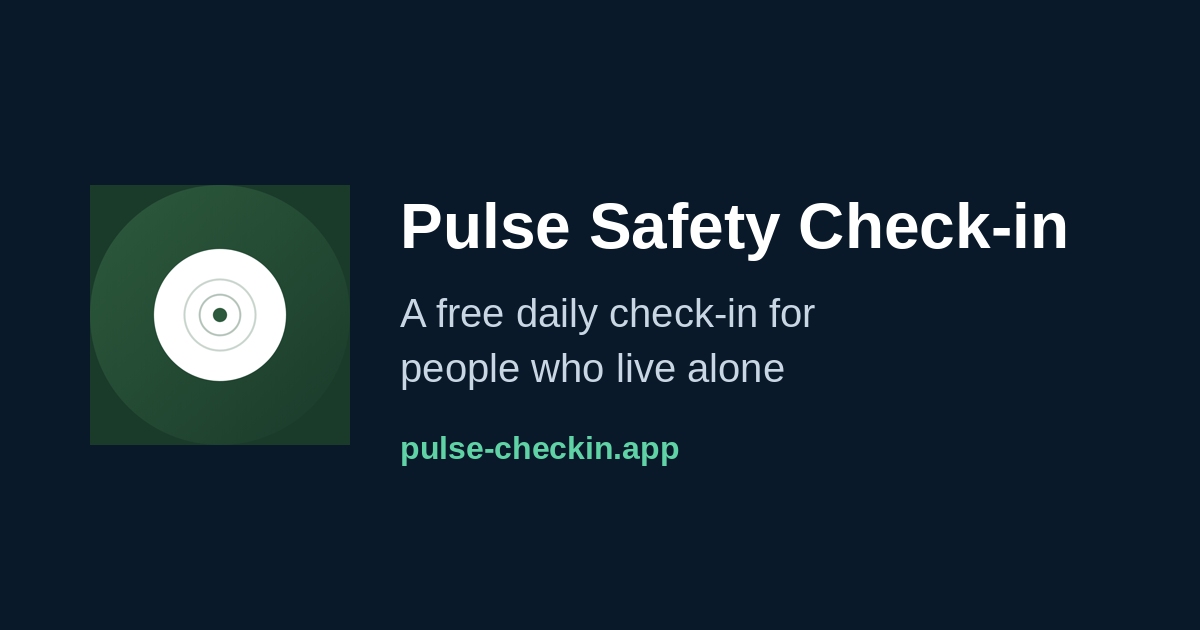 Pulse Safety Check-in
A free daily check-in for
people who live alone
pulse-checkin.app